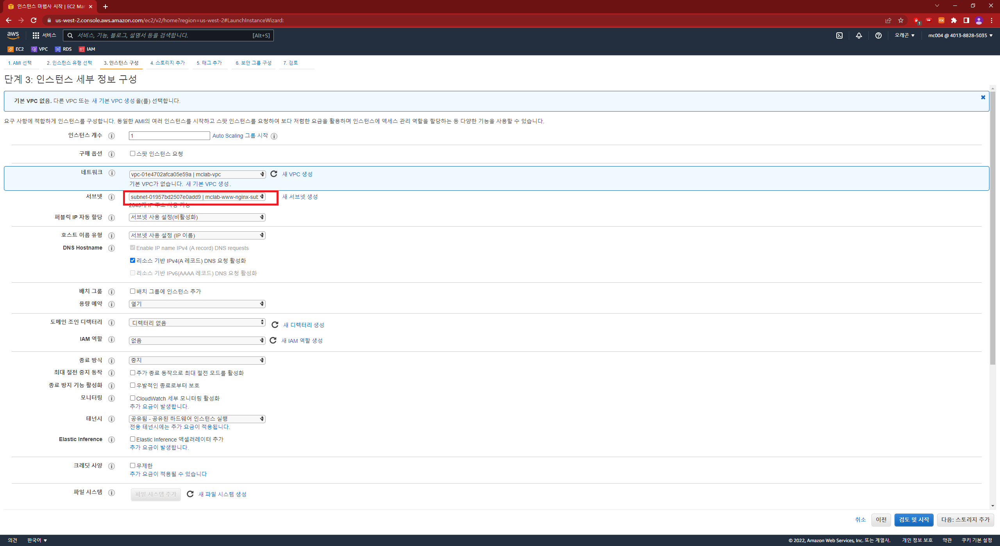 인스턴스 마법사 시작 | EC2 Mar
us-west-2.console.aws.amazon.com/ec2/v2/home?region=us-west-2#LaunchInstanceWizard:
1
aws 서비스 서비스, 기능, 블로그, 설명서 등을 검색합니다. [Alt+S] 오레곤 ▼ mc004 @ 4013-8828-5035 ▼
EC2 VPC RDS IAM
1. AMI 선택 2. 인스턴스 유형 선택 3. 인스턴스 구성 4. 스토리지 추가 5. 태그 추가 6. 보안 그룹 구성 7. 검토
단계 3: 인스턴스 세부 정보 구성
기본 VPC 없음. 다른 VPC 또는 새 기본 VPC 생성을(를) 선택합니다.
요구 사항에 적합하게 인스턴스를 구성합니다. 동일한 AMI의 여러 인스턴스를 시작하고 스팟 인스턴스를 요청하여 보다 저렴한 요금을 활용하며 인스턴스에 액세스 관리 역할을 할당하는 등 다양한 기능을 사용할 수 있습니다.
인스턴스 개수 1 Auto Scaling 그룹 시작
구매 옵션 스팟 인스턴스 요청
네트워크 vpc-01e4702afca05e59a | mclab-vpc 새 VPC 생성
기본 VPC가 없습니다. 새 기본 VPC 생성.
서브넷 subnet-01957bd2507e0add9 | mclab-www-nginx-sub 새 서브넷 생성
개 IP 주소 사용 가능
퍼블릭 IP 자동 할당 서브넷 사용 설정(비활성화)
호스트 이름 유형 서브넷 사용 설정 (IP 이름)
DNS Hostname Enable IP name IPv4 (A record) DNS requests
리소스 기반 IPv4(A 레코드) DNS 요청 활성화
리소스 기반 IPv6(AAAA 레코드) DNS 요청 활성화
배치 그룹 배치 그룹에 인스턴스 추가
용량 예약 열기
도메인 조인 디렉터리 디렉터리 없음 새 디렉터리 생성
IAM 역할 없음 새 IAM 역할 생성
종료 방식 중지
최대 절전 중지 동작 추가 종료 동작으로 최대 절전 모드를 활성화
종료 방지 기능 활성화 우발적인 종료로부터 보호
모니터링 CloudWatch 세부 모니터링 활성화
추가 요금이 발생합니다.
테넌시 공유됨 - 공유된 하드웨어 인스턴스 실행
전용 테넌시에는 추가 요금이 적용됩니다.
Elastic Inference Elastic Inference 액셀러레이터 추가
추가 요금이 발생합니다.
크레딧 사양 무제한
추가 요금이 적용될 수 있습니다
파일 시스템 파일 시스템 추가 새 파일 시스템 생성
취소 이전 검토 및 시작 다음: 스토리지 추가
의견 한국어 ▼ © 2022, Amazon Web Services, Inc. 또는 계열사. 개인 정보 보호 약관 쿠키 기본 설정